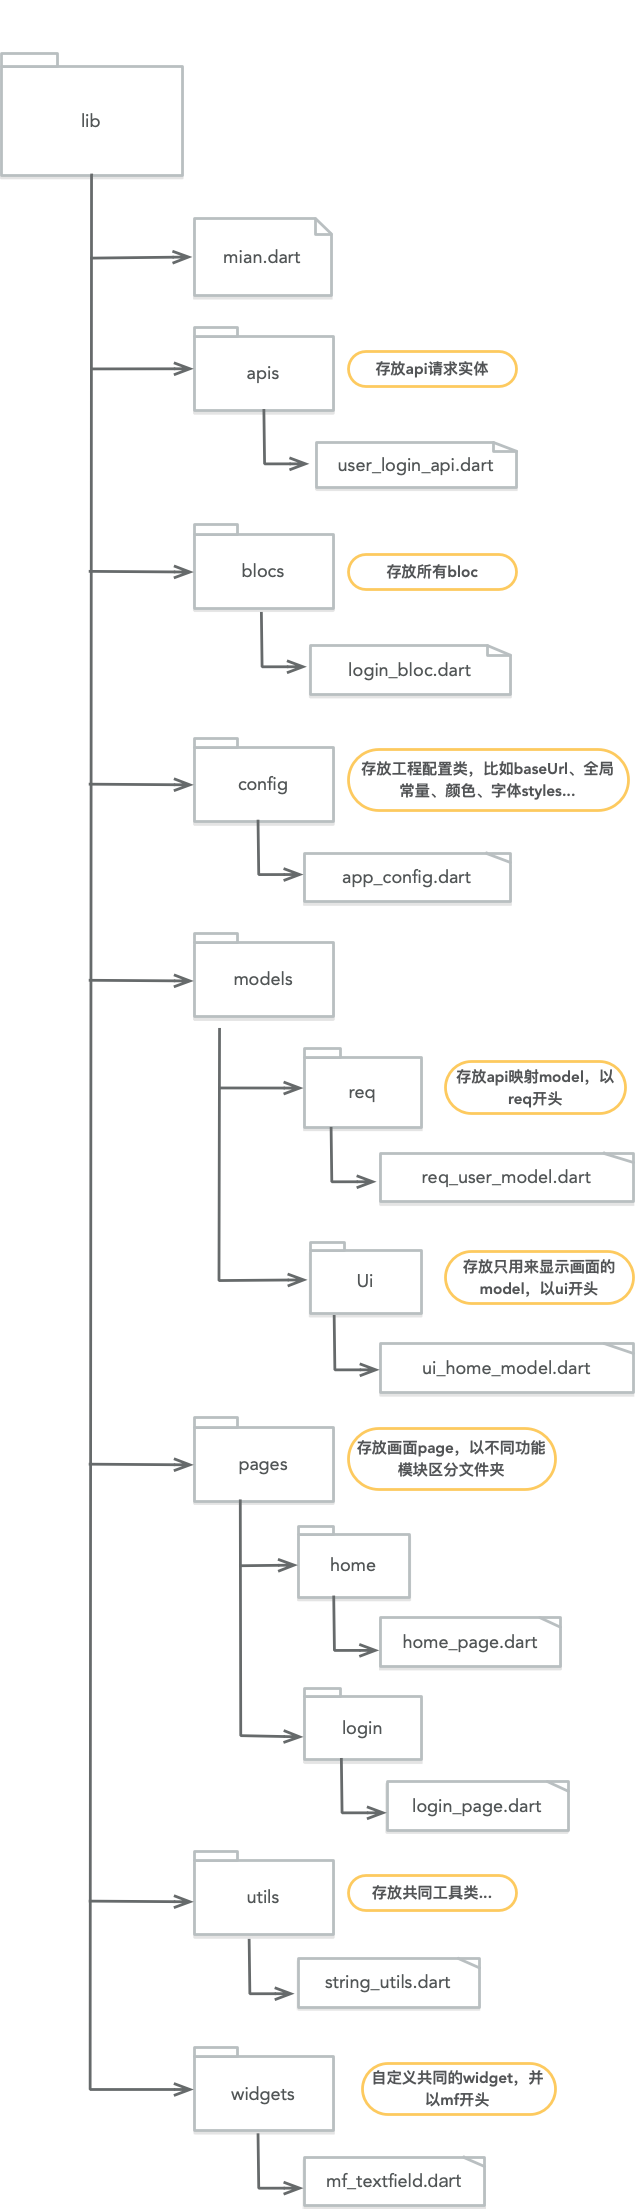 lib
mian.dart
apis
存放api请求实体
user_login_api.dart
blocs
存放所有bloc
login_bloc.dart
config
存放工程配置类，比如baseUrl、全局
常量、颜色、字体styles...
app_config.dart
models
req
存放api映射model，以
req开头
req_user_model.dart
Ui
存放只用来显示画面的
model，以ui开头
ui_home_model.dart
pages
存放画面page，以不同功能
模块区分文件夹
home
home_page.dart
login
login_page.dart
utils
存放共同工具类...
string_utils.dart
widgets
自定义共同的widget，并
以mf开头
mf_textfield.dart